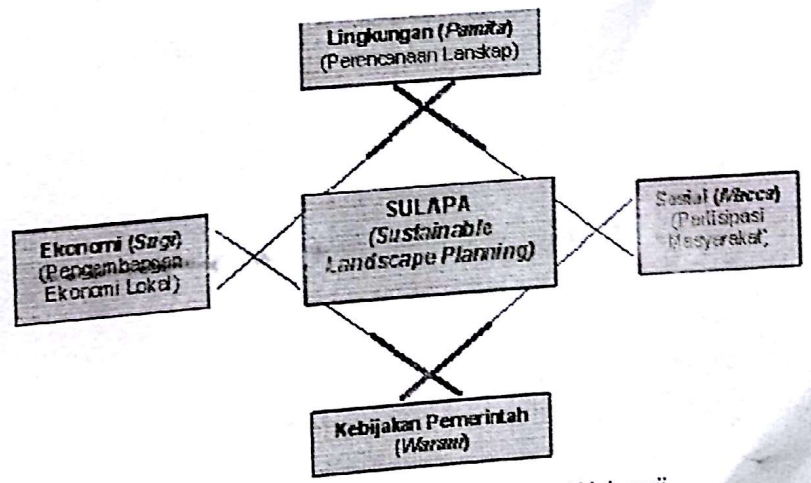 Lingkungan (Pamita)
(Perencanaan Lanskap)
SULAPA
(Sustainable
Landscape Planning)
Ekonomi (Sugi)
(Pengambangan
Ekonomi Lokal)
Sosial (Macca)
(Partisipasi
Masyarakat)
Kebijakan Pemerintah
(Warani)